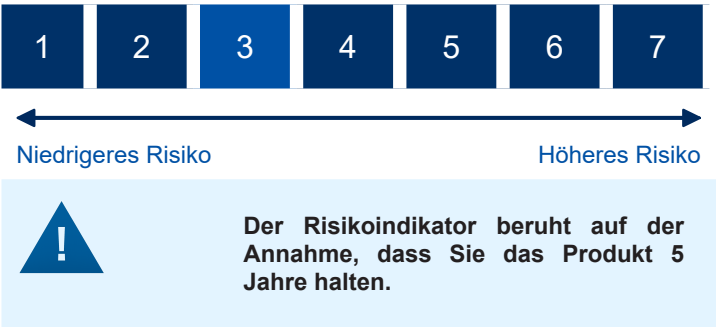 1 2 3 4 5 6 7
Niedrigeres Risiko Höheres Risiko
!
Der Risikoindikator beruht auf der
Annahme, dass Sie das Produkt 5
Jahre halten.